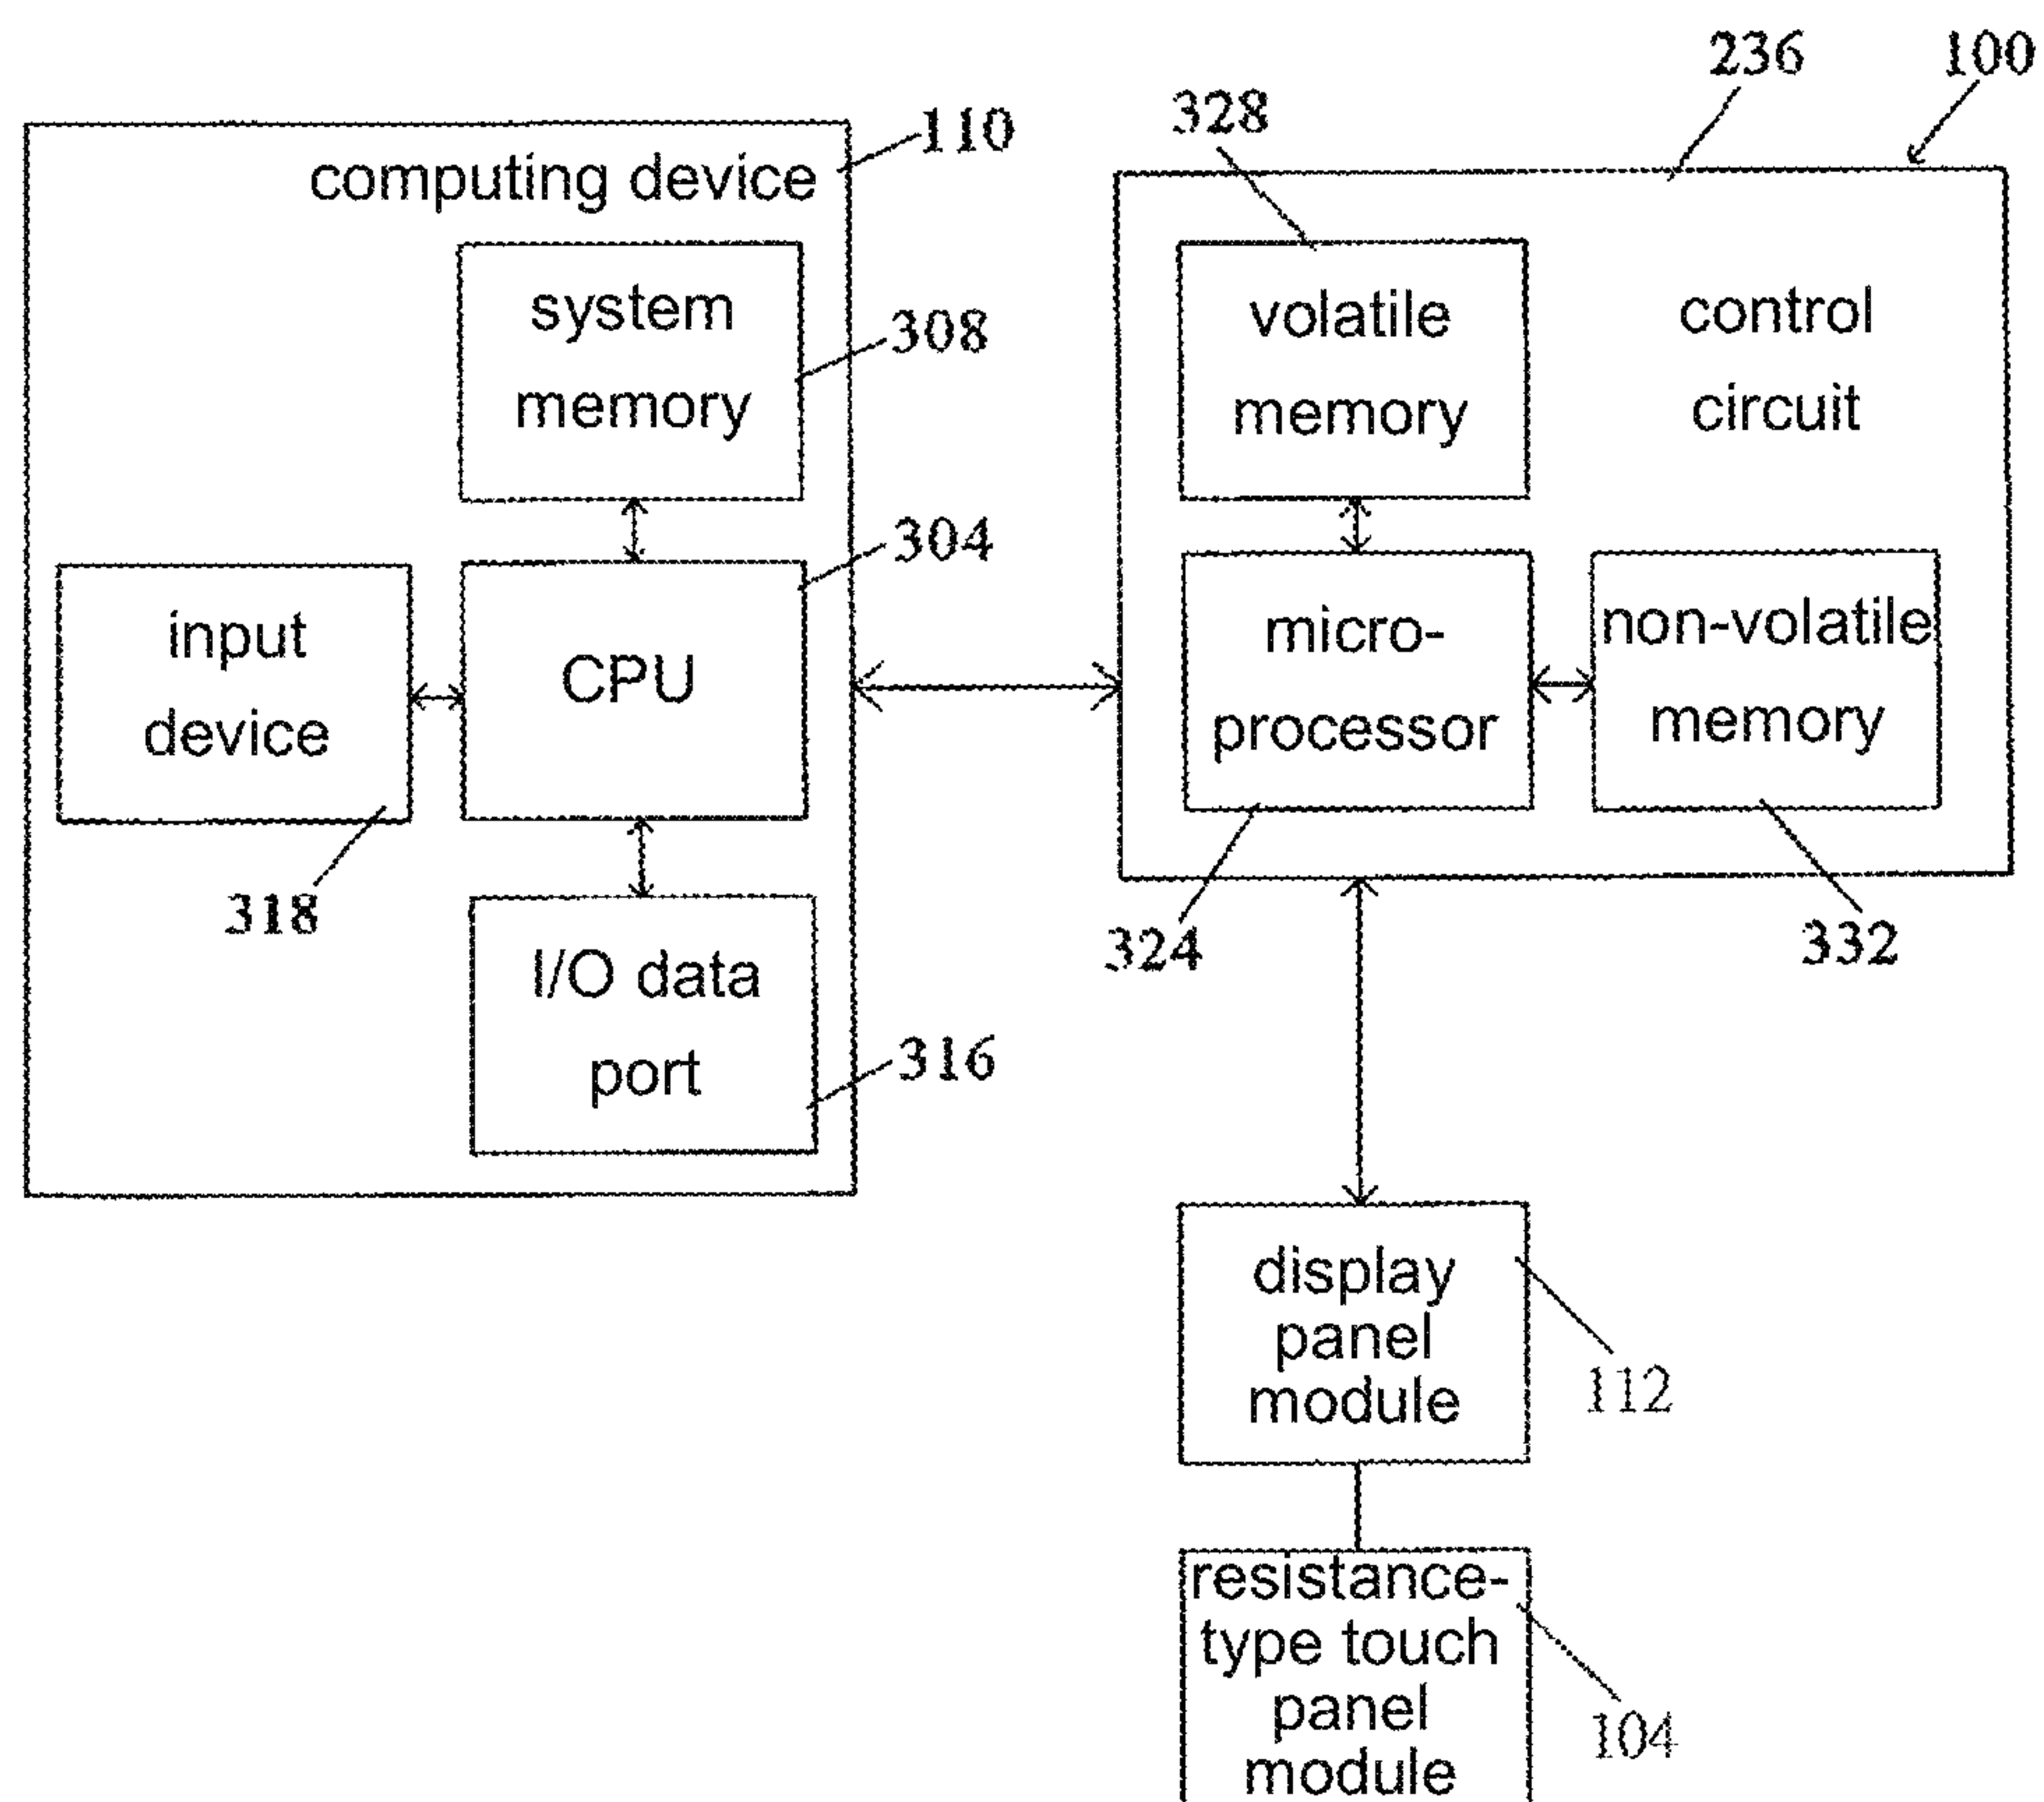 236
100
110
328
computing device
system
memory
308
volatile
memory
control
circuit
304
input
device
CPU
micro-
processor
non-volatile
memory
318
324
332
I/O data
port
316
display
panel
module
112
resistance-
type touch
panel
module
104